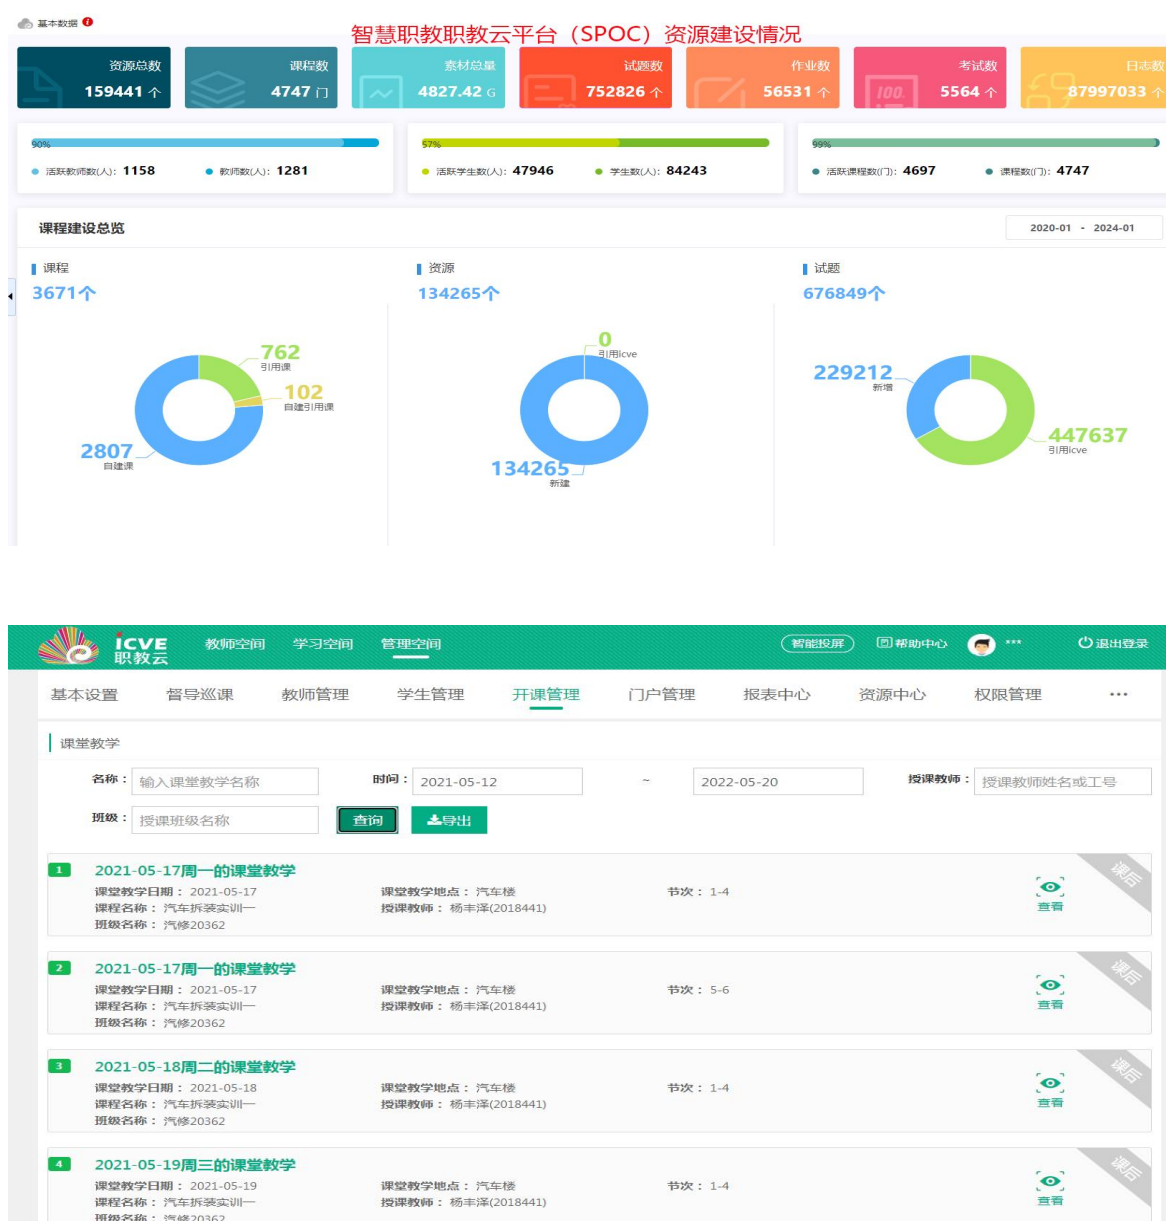 基本数据
智慧职教职教云平台（SPOC）资源建设情况
资源总数 课程数 素材总量 试题数 作业数 考试数 日志数
159441 个 4747 门 4827.42 G 752826 个 56531 个 5564 个 87997033 个
90% 57% 99%
活跃教师数(人): 1158 教师数(人): 1281 活跃学生数(人): 47946 学生数(人): 84243 活跃课程数(门): 4697 课程数(门): 4747
课程建设总览 2020-01 - 2024-01
课程 资源 试题
3671个 134265个 676849个
762
引用课
102
自建引用课
2807
自建课
0
引用icve
134265
新建
229212
新增
447637
引用icve
icve 职教云 教师空间 学习空间 管理空间 智能投屏 帮助中心 *** 退出登录
基本设置 督导巡课 教师管理 学生管理 开课管理 门户管理 报表中心 资源中心 权限管理 ...
课堂教学
名称： 输入课堂教学名称 时间： 2021-05-12 ~ 2022-05-20 授课教师： 授课教师姓名或工号
班级： 授课班级名称 查询 导出
1 2021-05-17周一的课堂教学 课后
课堂教学日期： 2021-05-17 课堂教学地点： 汽车楼 节次： 1-4
课程名称： 汽车拆装实训一 授课教师： 杨丰泽(2018441) 查看
班级名称： 汽修20362
2 2021-05-17周一的课堂教学 课后
课堂教学日期： 2021-05-17 课堂教学地点： 汽车楼 节次： 5-6
课程名称： 汽车拆装实训一 授课教师： 杨丰泽(2018441) 查看
班级名称： 汽修20362
3 2021-05-18周二的课堂教学 课后
课堂教学日期： 2021-05-18 课堂教学地点： 汽车楼 节次： 1-4
课程名称： 汽车拆装实训一 授课教师： 杨丰泽(2018441) 查看
班级名称： 汽修20362
4 2021-05-19周三的课堂教学 课后
课堂教学日期： 2021-05-19 课堂教学地点： 汽车楼 节次： 1-4
课程名称： 汽车拆装实训一 授课教师： 杨丰泽(2018441) 查看
班级名称： 汽修20362